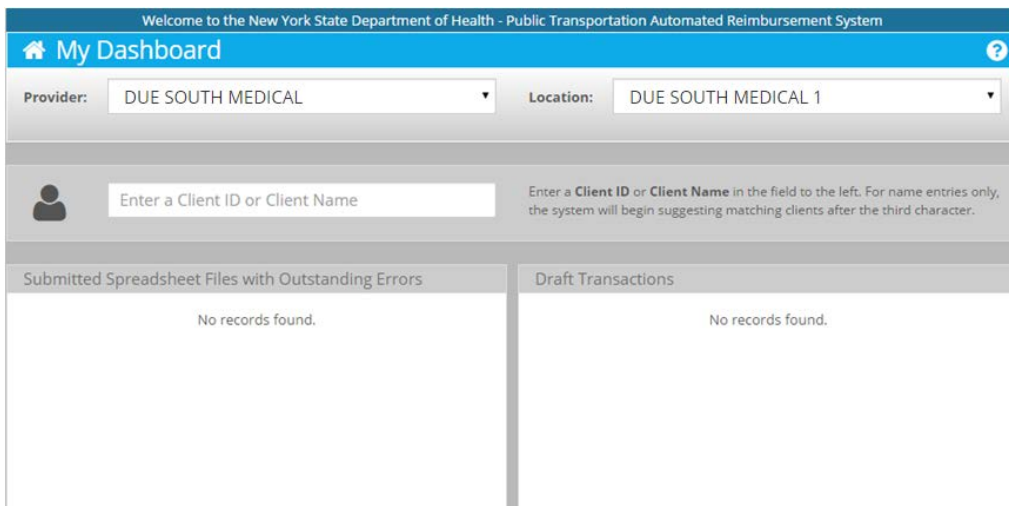 Welcome to the New York State Department of Health - Public Transportation Automated Reimbursement System
My Dashboard
?
Provider: DUE SOUTH MEDICAL
Location: DUE SOUTH MEDICAL 1
Enter a Client ID or Client Name
Enter a Client ID or Client Name in the field to the left. For name entries only,
the system will begin suggesting matching clients after the third character.
Submitted Spreadsheet Files with Outstanding Errors
No records found.
Draft Transactions
No records found.